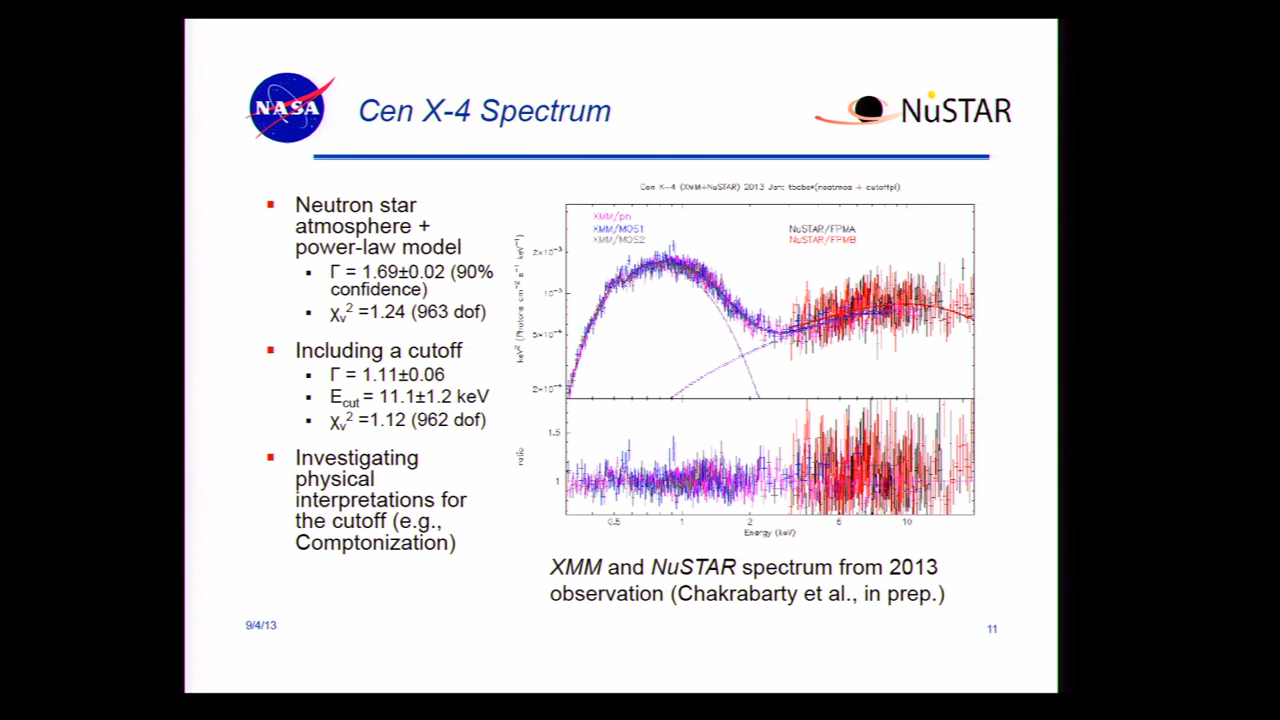 NASA
Cen X-4 Spectrum
NuSTAR
▪ Neutron star
atmosphere +
power-law model
▪ Γ = 1.69±0.02 (90%
confidence)
▪ χᵥ² =1.24 (963 dof)
▪ Including a cutoff
▪ Γ = 1.11±0.06
▪ Ecut = 11.1±1.2 keV
▪ χᵥ² =1.12 (962 dof)
▪ Investigating
physical
interpretations for
the cutoff (e.g.,
Comptonization)
Cen X-4 (XMM+NuSTAR) 2013 Jan: tbabs*(nsatmos + cutoffpl)
XMM/pn
XMM/MOS1
XMM/MOS2
NuSTAR/FPMA
NuSTAR/FPMB
keV² (Photons cm⁻² s⁻¹ keV⁻¹)
2×10⁻³
10⁻³
5×10⁻⁴
2×10⁻⁴
ratio
1.5
1
0.5 1 2 5 10
Energy (keV)
XMM and NuSTAR spectrum from 2013
observation (Chakrabarty et al., in prep.)
9/4/13
11